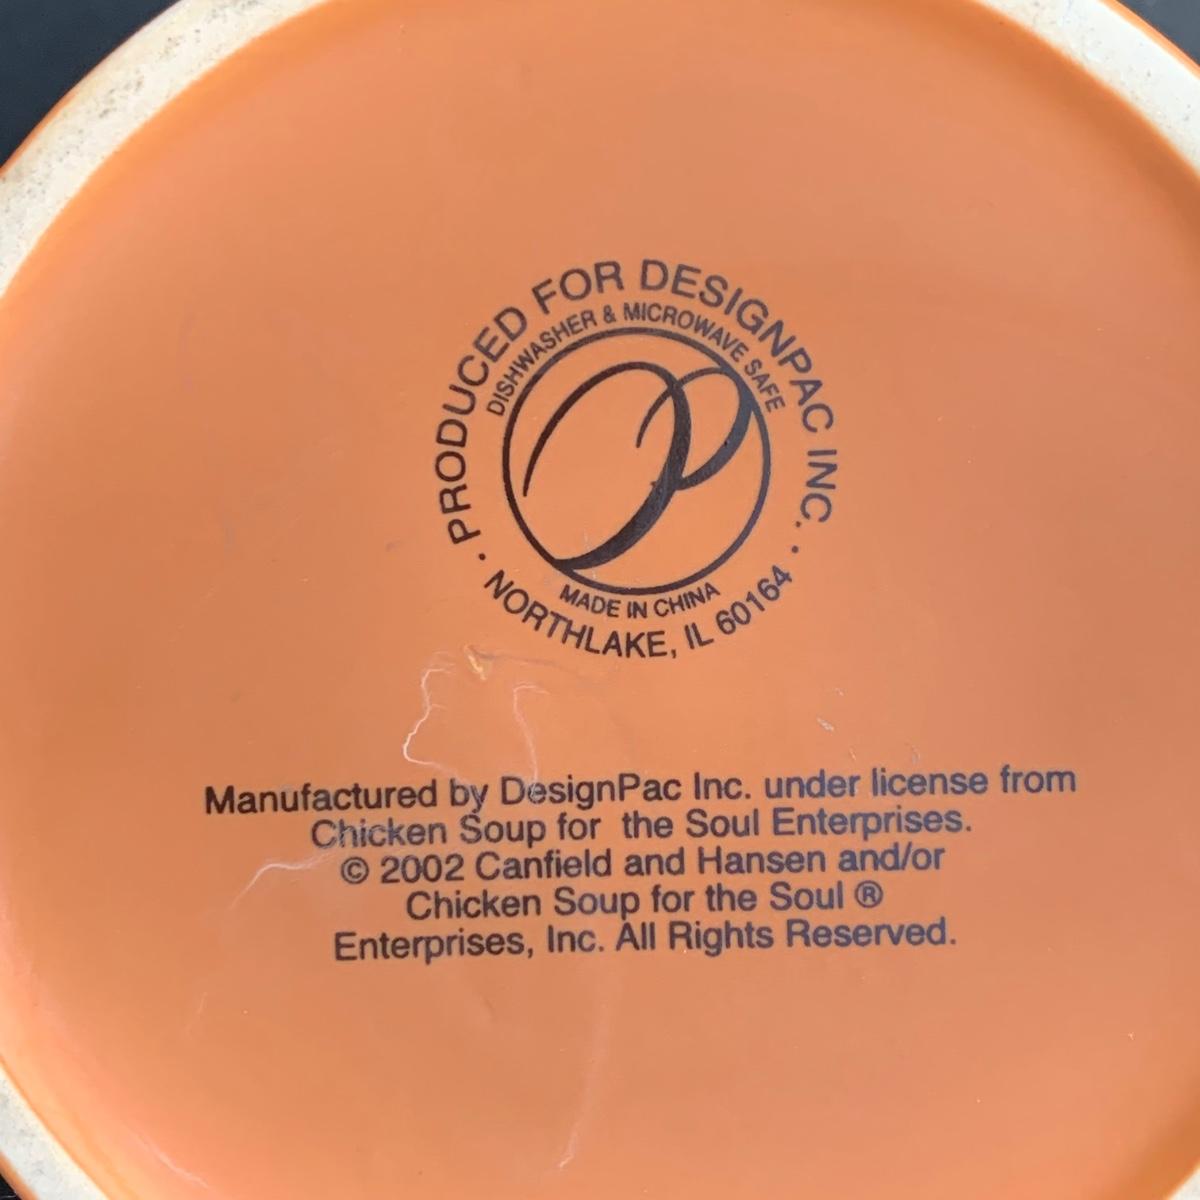 PRODUCED FOR DESIGNPAC INC.
DISHWASHER & MICROWAVE SAFE
MADE IN CHINA
· NORTHLAKE, IL 60164 ·
Manufactured by DesignPac Inc. under license from
Chicken Soup for the Soul Enterprises.
© 2002 Canfield and Hansen and/or
Chicken Soup for the Soul ®
Enterprises, Inc. All Rights Reserved.